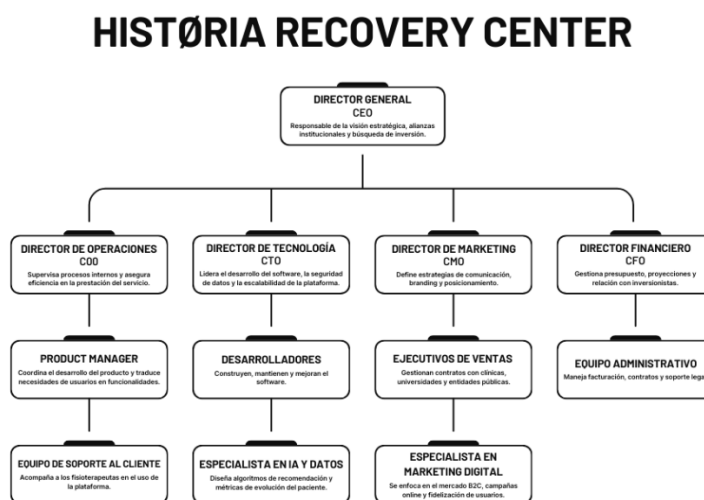 HISTØRIA RECOVERY CENTER
DIRECTOR GENERAL
CEO
Responsable de la visión estratégica, alianzas
institucionales y búsqueda de inversión.
DIRECTOR DE OPERACIONES
COO
Supervisa procesos internos y asegura
eficiencia en la prestación del servicio.
DIRECTOR DE TECNOLOGÍA
CTO
Lidera el desarrollo del software, la seguridad
de datos y la escalabilidad de la plataforma.
DIRECTOR DE MARKETING
CMO
Define estrategias de comunicación,
branding y posicionamiento.
DIRECTOR FINANCIERO
CFO
Gestiona presupuesto, proyecciones y
relación con inversionistas.
PRODUCT MANAGER
Coordina el desarrollo del producto y traduce
necesidades de usuarios en funcionalidades.
DESARROLLADORES
Construyen, mantienen y mejoran el
software.
EJECUTIVOS DE VENTAS
Gestionan contratos con clínicas,
universidades y entidades públicas.
EQUIPO ADMINISTRATIVO
Maneja facturación, contratos y soporte lega
EQUIPO DE SOPORTE AL CLIENTE
Acompaña a los fisioterapeutas en el uso de
la plataforma.
ESPECIALISTA EN IA Y DATOS
Diseña algoritmos de recomendación y
métricas de evolución del paciente.
ESPECIALISTA EN
MARKETING DIGITAL
Se enfoca en el mercado B2C, campañas
online y fidelización de usuarios.